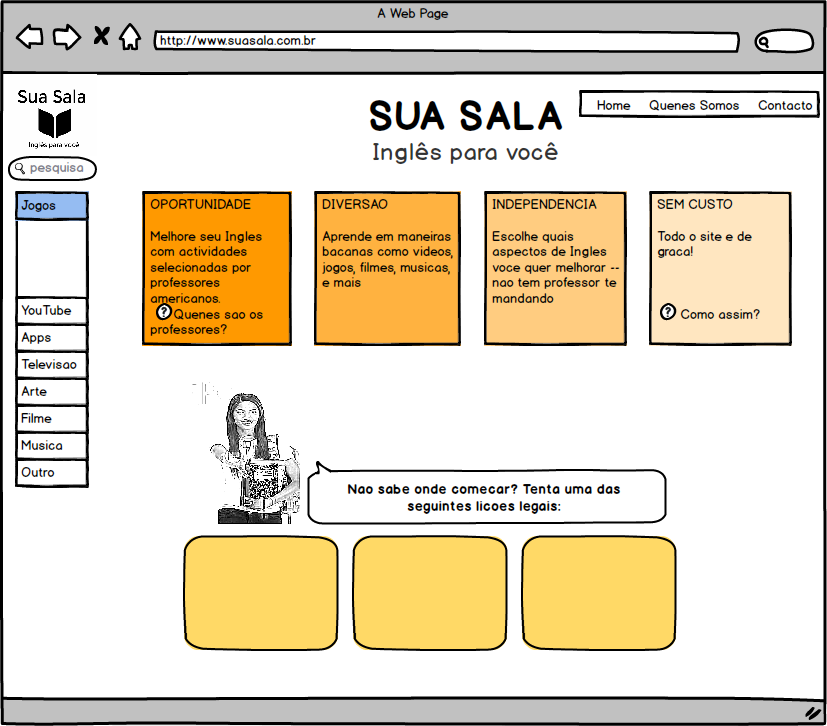 A Web Page
http://www.suasala.com.br
Sua Sala
Inglês para você
SUA SALA
Inglês para você
Home Quenes Somos Contacto
pesquisa
Jogos
YouTube
Apps
Televisao
Arte
Filme
Musica
Outro
OPORTUNIDADE
Melhore seu Ingles
com actividades
selecionadas por
professores
americanos.
? Quenes sao os
professores?
DIVERSAO
Aprende em maneiras
bacanas como videos,
jogos, filmes, musicas,
e mais
INDEPENDENCIA
Escolhe quais
aspectos de Ingles
voce quer melhorar --
nao tem professor te
mandando
SEM CUSTO
Todo o site e de
graca!
? Como assim?
Nao sabe onde comecar? Tenta uma das
seguintes licoes legais: